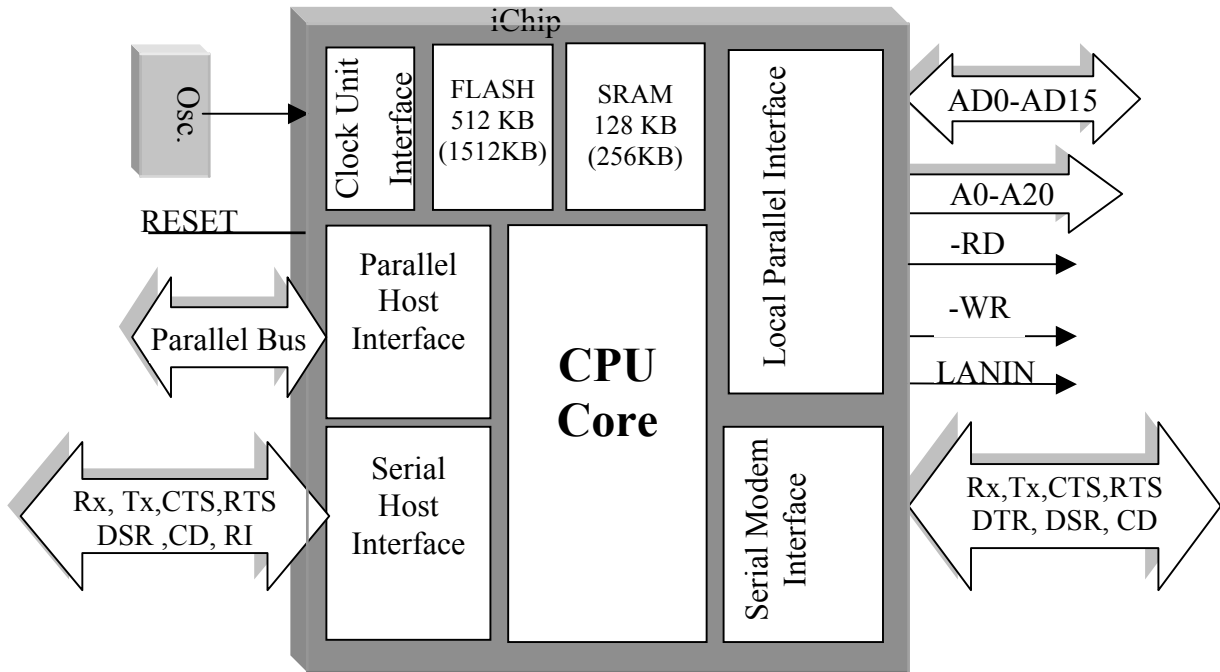 iChip
Osc.
Clock Unit
Interface
FLASH
512 KB
(1512KB)
SRAM
128 KB
(256KB)
Local Parallel Interface
AD0-AD15
A0-A20
-RD
-WR
LANIN
RESET
Parallel
Host
Interface
Parallel Bus
CPU
Core
Serial
Host
Interface
Rx, Tx,CTS,RTS
DSR ,CD, RI
Serial Modem
Interface
Rx,Tx,CTS,RTS
DTR, DSR, CD